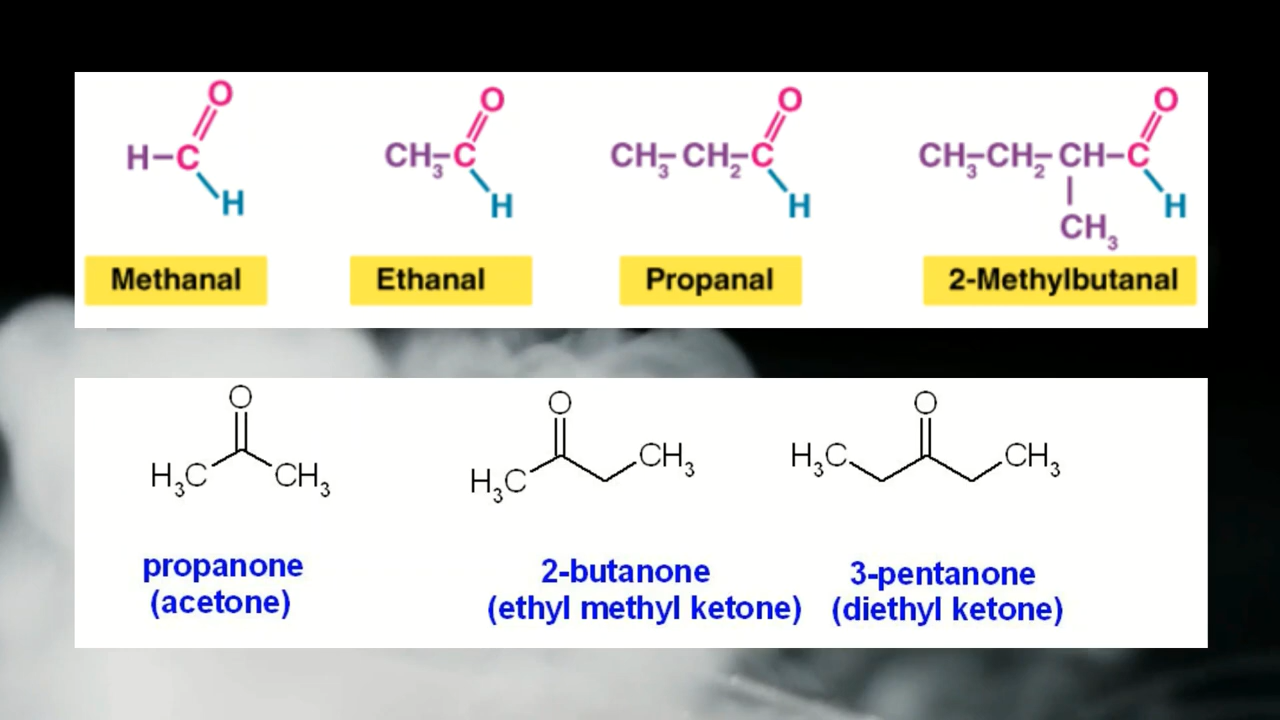 O O O O
H-C CH₃-C CH₃-CH₂-C CH₃-CH₂-CH-C
H H H H
CH₃
Methanal Ethanal Propanal 2-Methylbutanal
O O O
H₃C CH₃ H₃C CH₃ H₃C CH₃
propanone 2-butanone 3-pentanone
(acetone) (ethyl methyl ketone) (diethyl ketone)